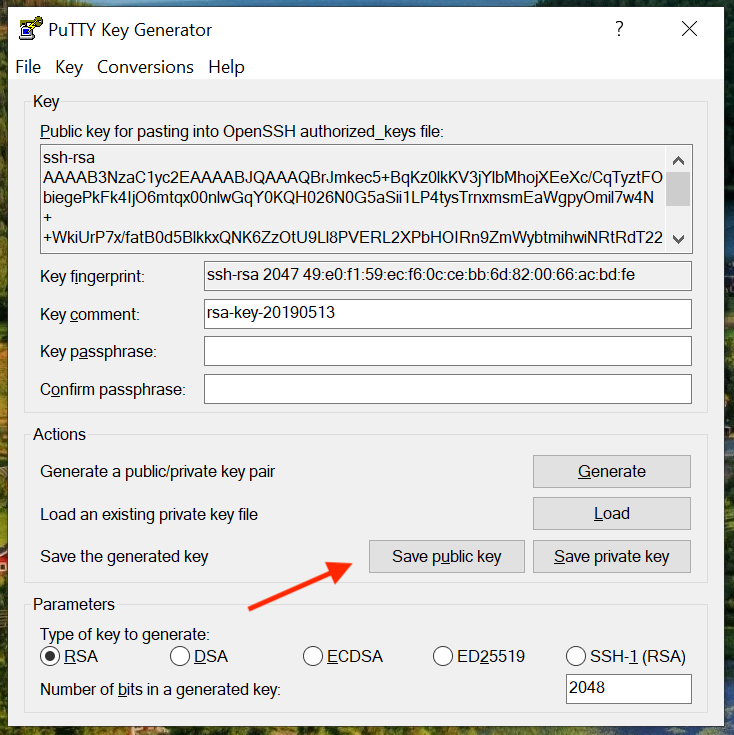 PuTTY Key Generator ?
File Key Conversions Help
Key
Public key for pasting into OpenSSH authorized_keys file:
ssh-rsa
AAAAB3NzaC1yc2EAAAABJQAAAQBrJmkec5+BqKz0lkKV3jYlbMhojXEeXc/CqTyztFO
biegePkFk4IjO6mtqx00nlwGqY0KQH026N0G5aSii1LP4tysTrnxmsmEaWgpyOmil7w4N
+
+WkiUrP7x/fatB0d5BlkkxQNK6ZzOtU9Ll8PVERL2XPbHOIRn9ZmWybtmihwiNRtRdT22
Key fingerprint: ssh-rsa 2047 49:e0:f1:59:ec:f6:0c:ce:bb:6d:82:00:66:ac:bd:fe
Key comment: rsa-key-20190513
Key passphrase:
Confirm passphrase:
Actions
Generate a public/private key pair Generate
Load an existing private key file Load
Save the generated key Save public key Save private key
Parameters
Type of key to generate:
RSA DSA ECDSA ED25519 SSH-1 (RSA)
Number of bits in a generated key: 2048